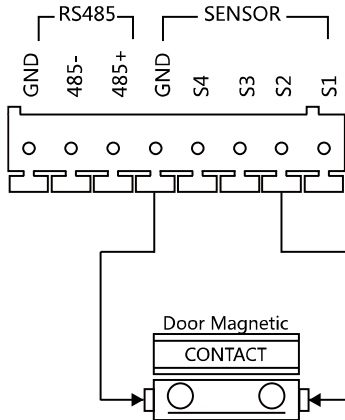 RS485 SENSOR
GND 485- 485+ GND S4 S3 S2 S1
Door Magnetic
CONTACT